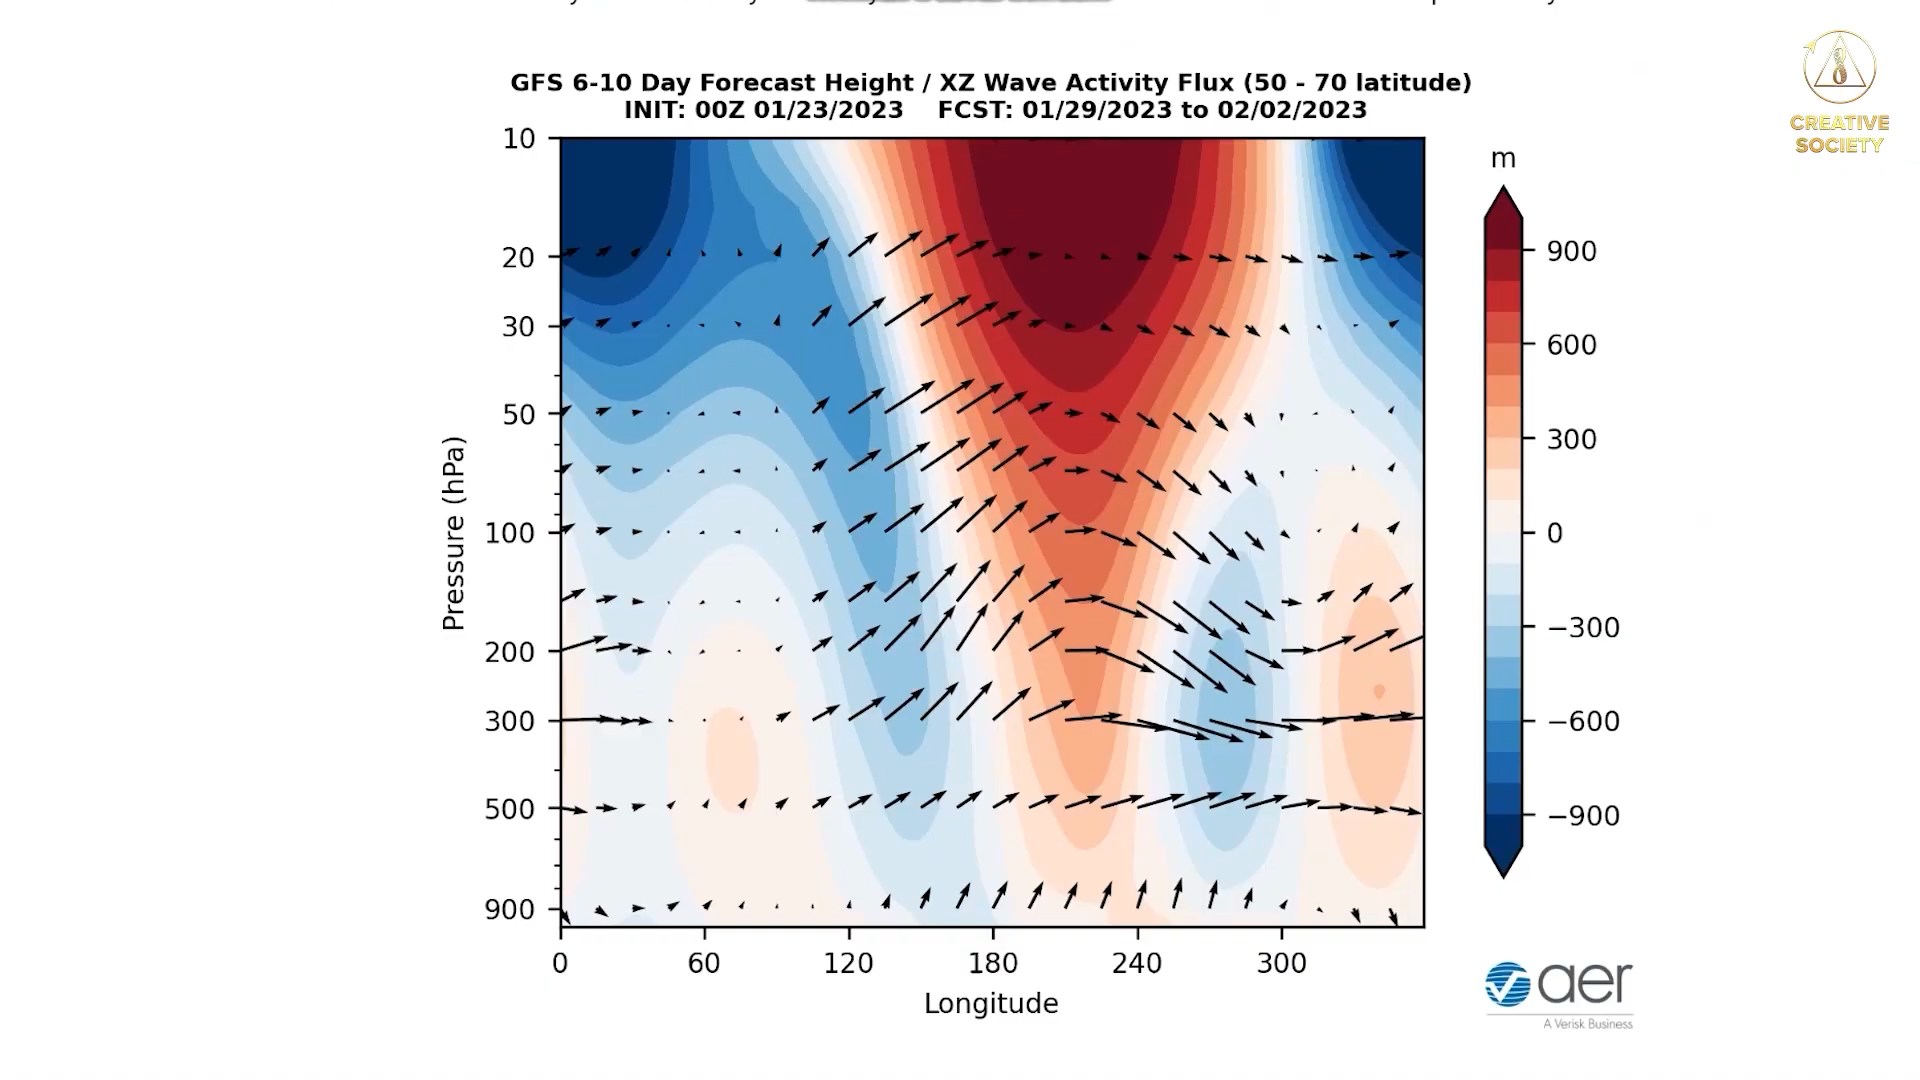 GFS 6-10 Day Forecast Height / XZ Wave Activity Flux (50 - 70 latitude)
INIT: 00Z 01/23/2023    FCST: 01/29/2023 to 02/02/2023
CREATIVE
SOCIETY
m
10
20
30
50
100
200
300
500
900
Pressure (hPa)
0
60
120
180
240
300
Longitude
900
600
300
0
−300
−600
−900
aer
A Verisk Business